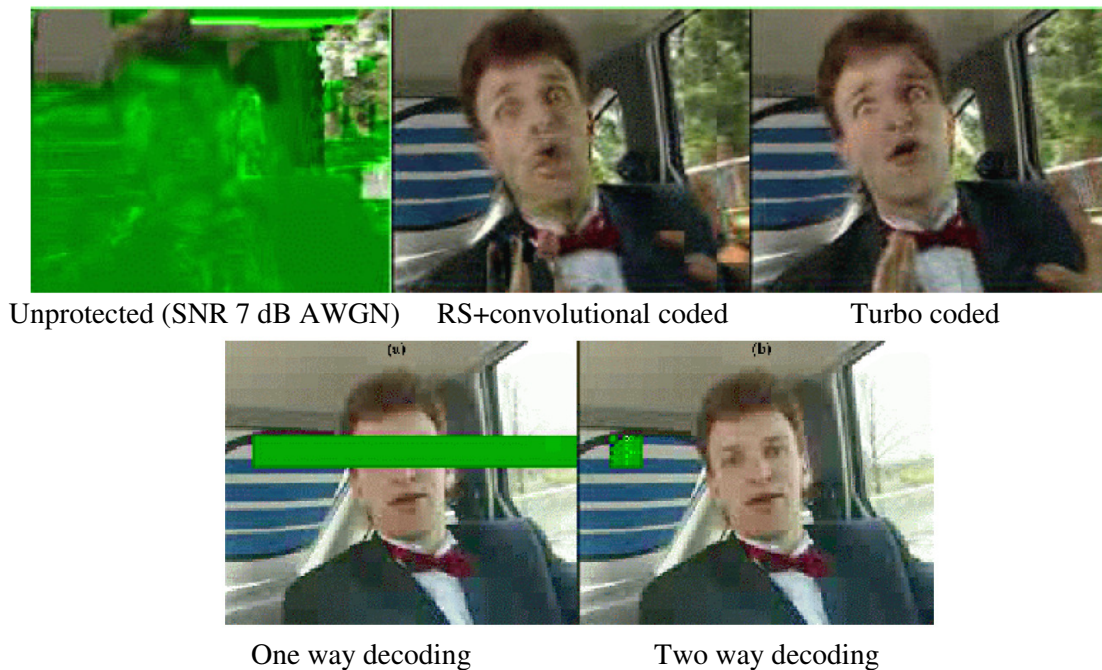 Unprotected (SNR 7 dB AWGN) RS+convolutional coded Turbo coded
(a) (b)
One way decoding Two way decoding